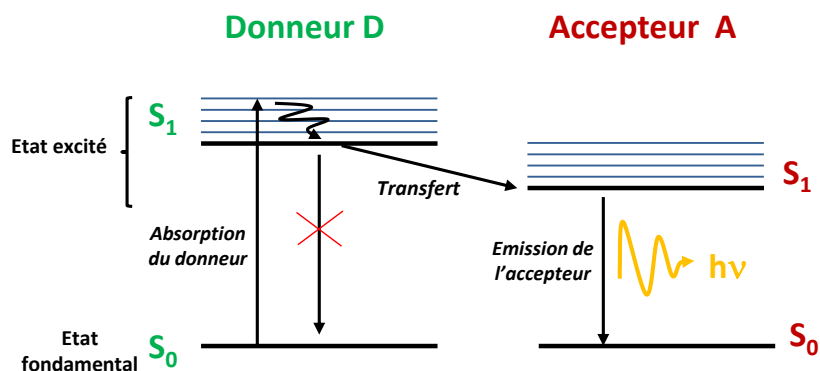 Donneur D
Accepteur A
S1
Etat excité
Transfert
S1
Absorption
du donneur
Emission de
l'accepteur
hν
Etat
fondamental
S0
S0